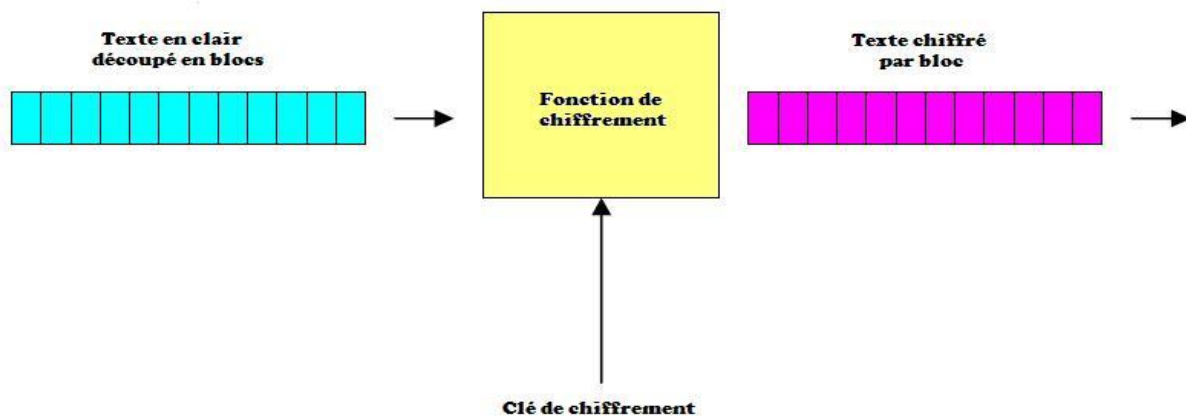 Texte en clair
découpé en blocs
Fonction de
chiffrement
Texte chiffré
par bloc
Clé de chiffrement